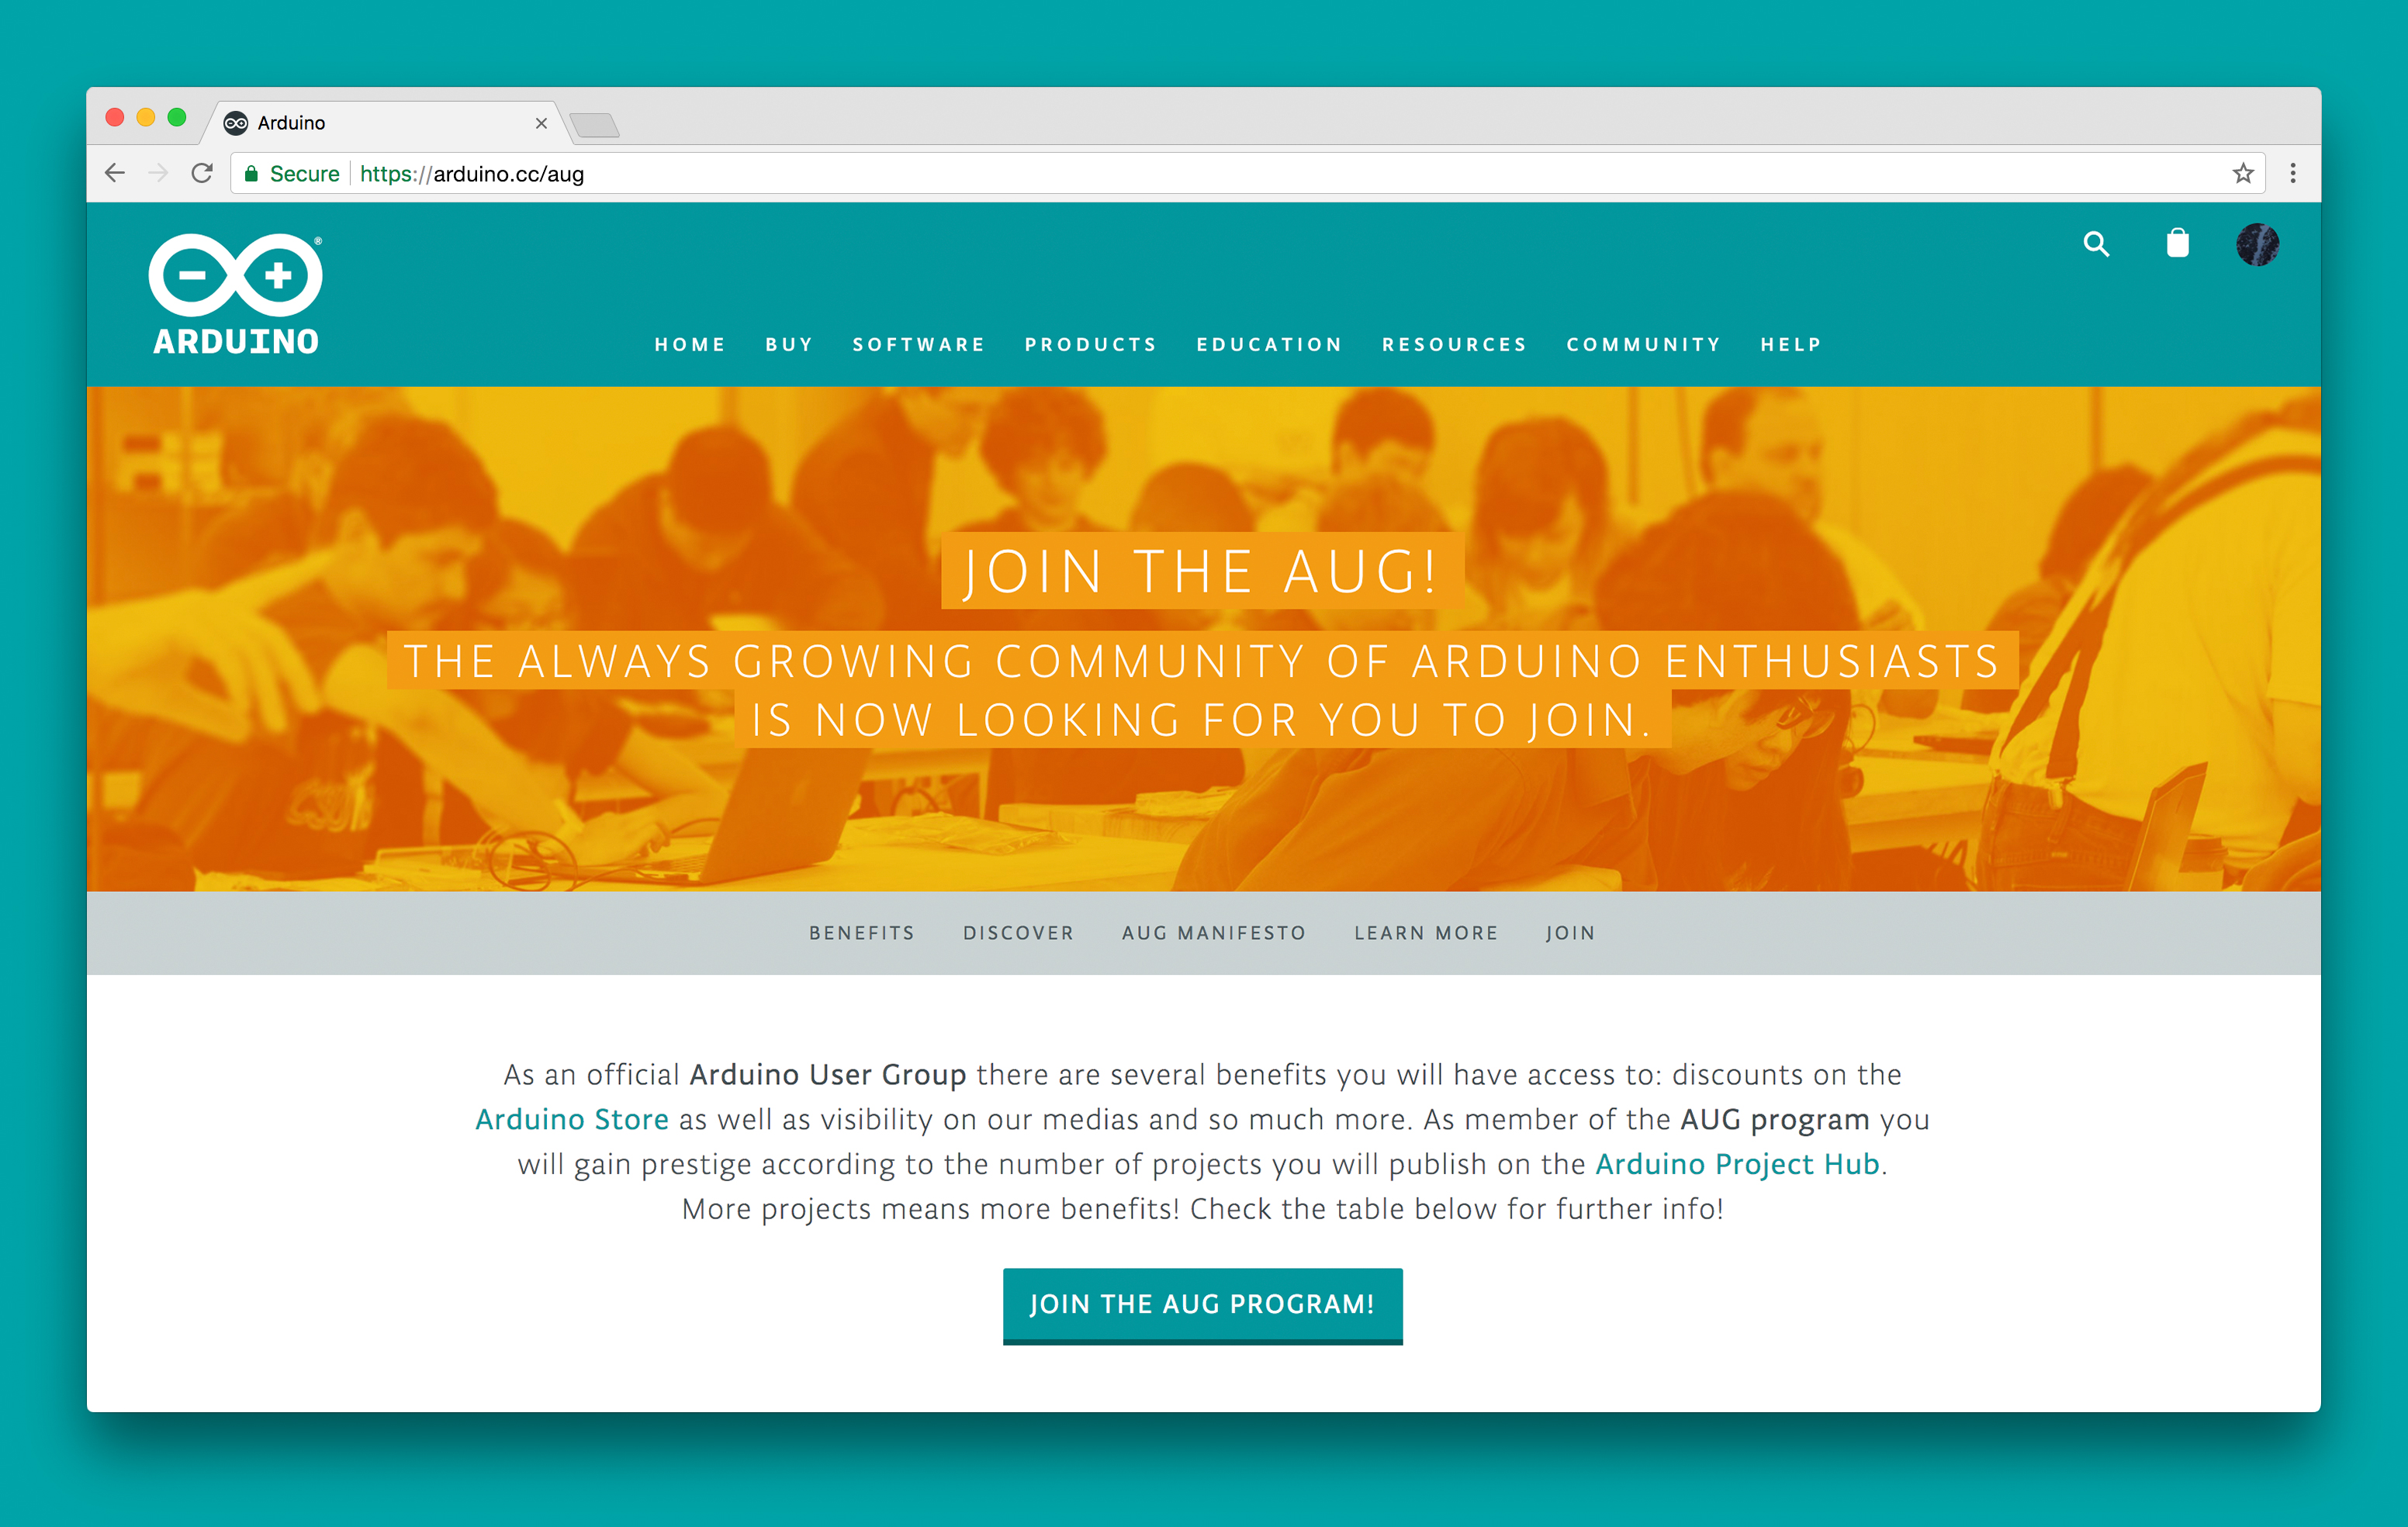 Arduino
Secure https://arduino.cc/aug
ARDUINO
HOME BUY SOFTWARE PRODUCTS EDUCATION RESOURCES COMMUNITY HELP
JOIN THE AUG!
THE ALWAYS GROWING COMMUNITY OF ARDUINO ENTHUSIASTS
IS NOW LOOKING FOR YOU TO JOIN.
BENEFITS DISCOVER AUG MANIFESTO LEARN MORE JOIN
As an official Arduino User Group there are several benefits you will have access to: discounts on the
Arduino Store as well as visibility on our medias and so much more. As member of the AUG program you
will gain prestige according to the number of projects you will publish on the Arduino Project Hub.
More projects means more benefits! Check the table below for further info!
JOIN THE AUG PROGRAM!